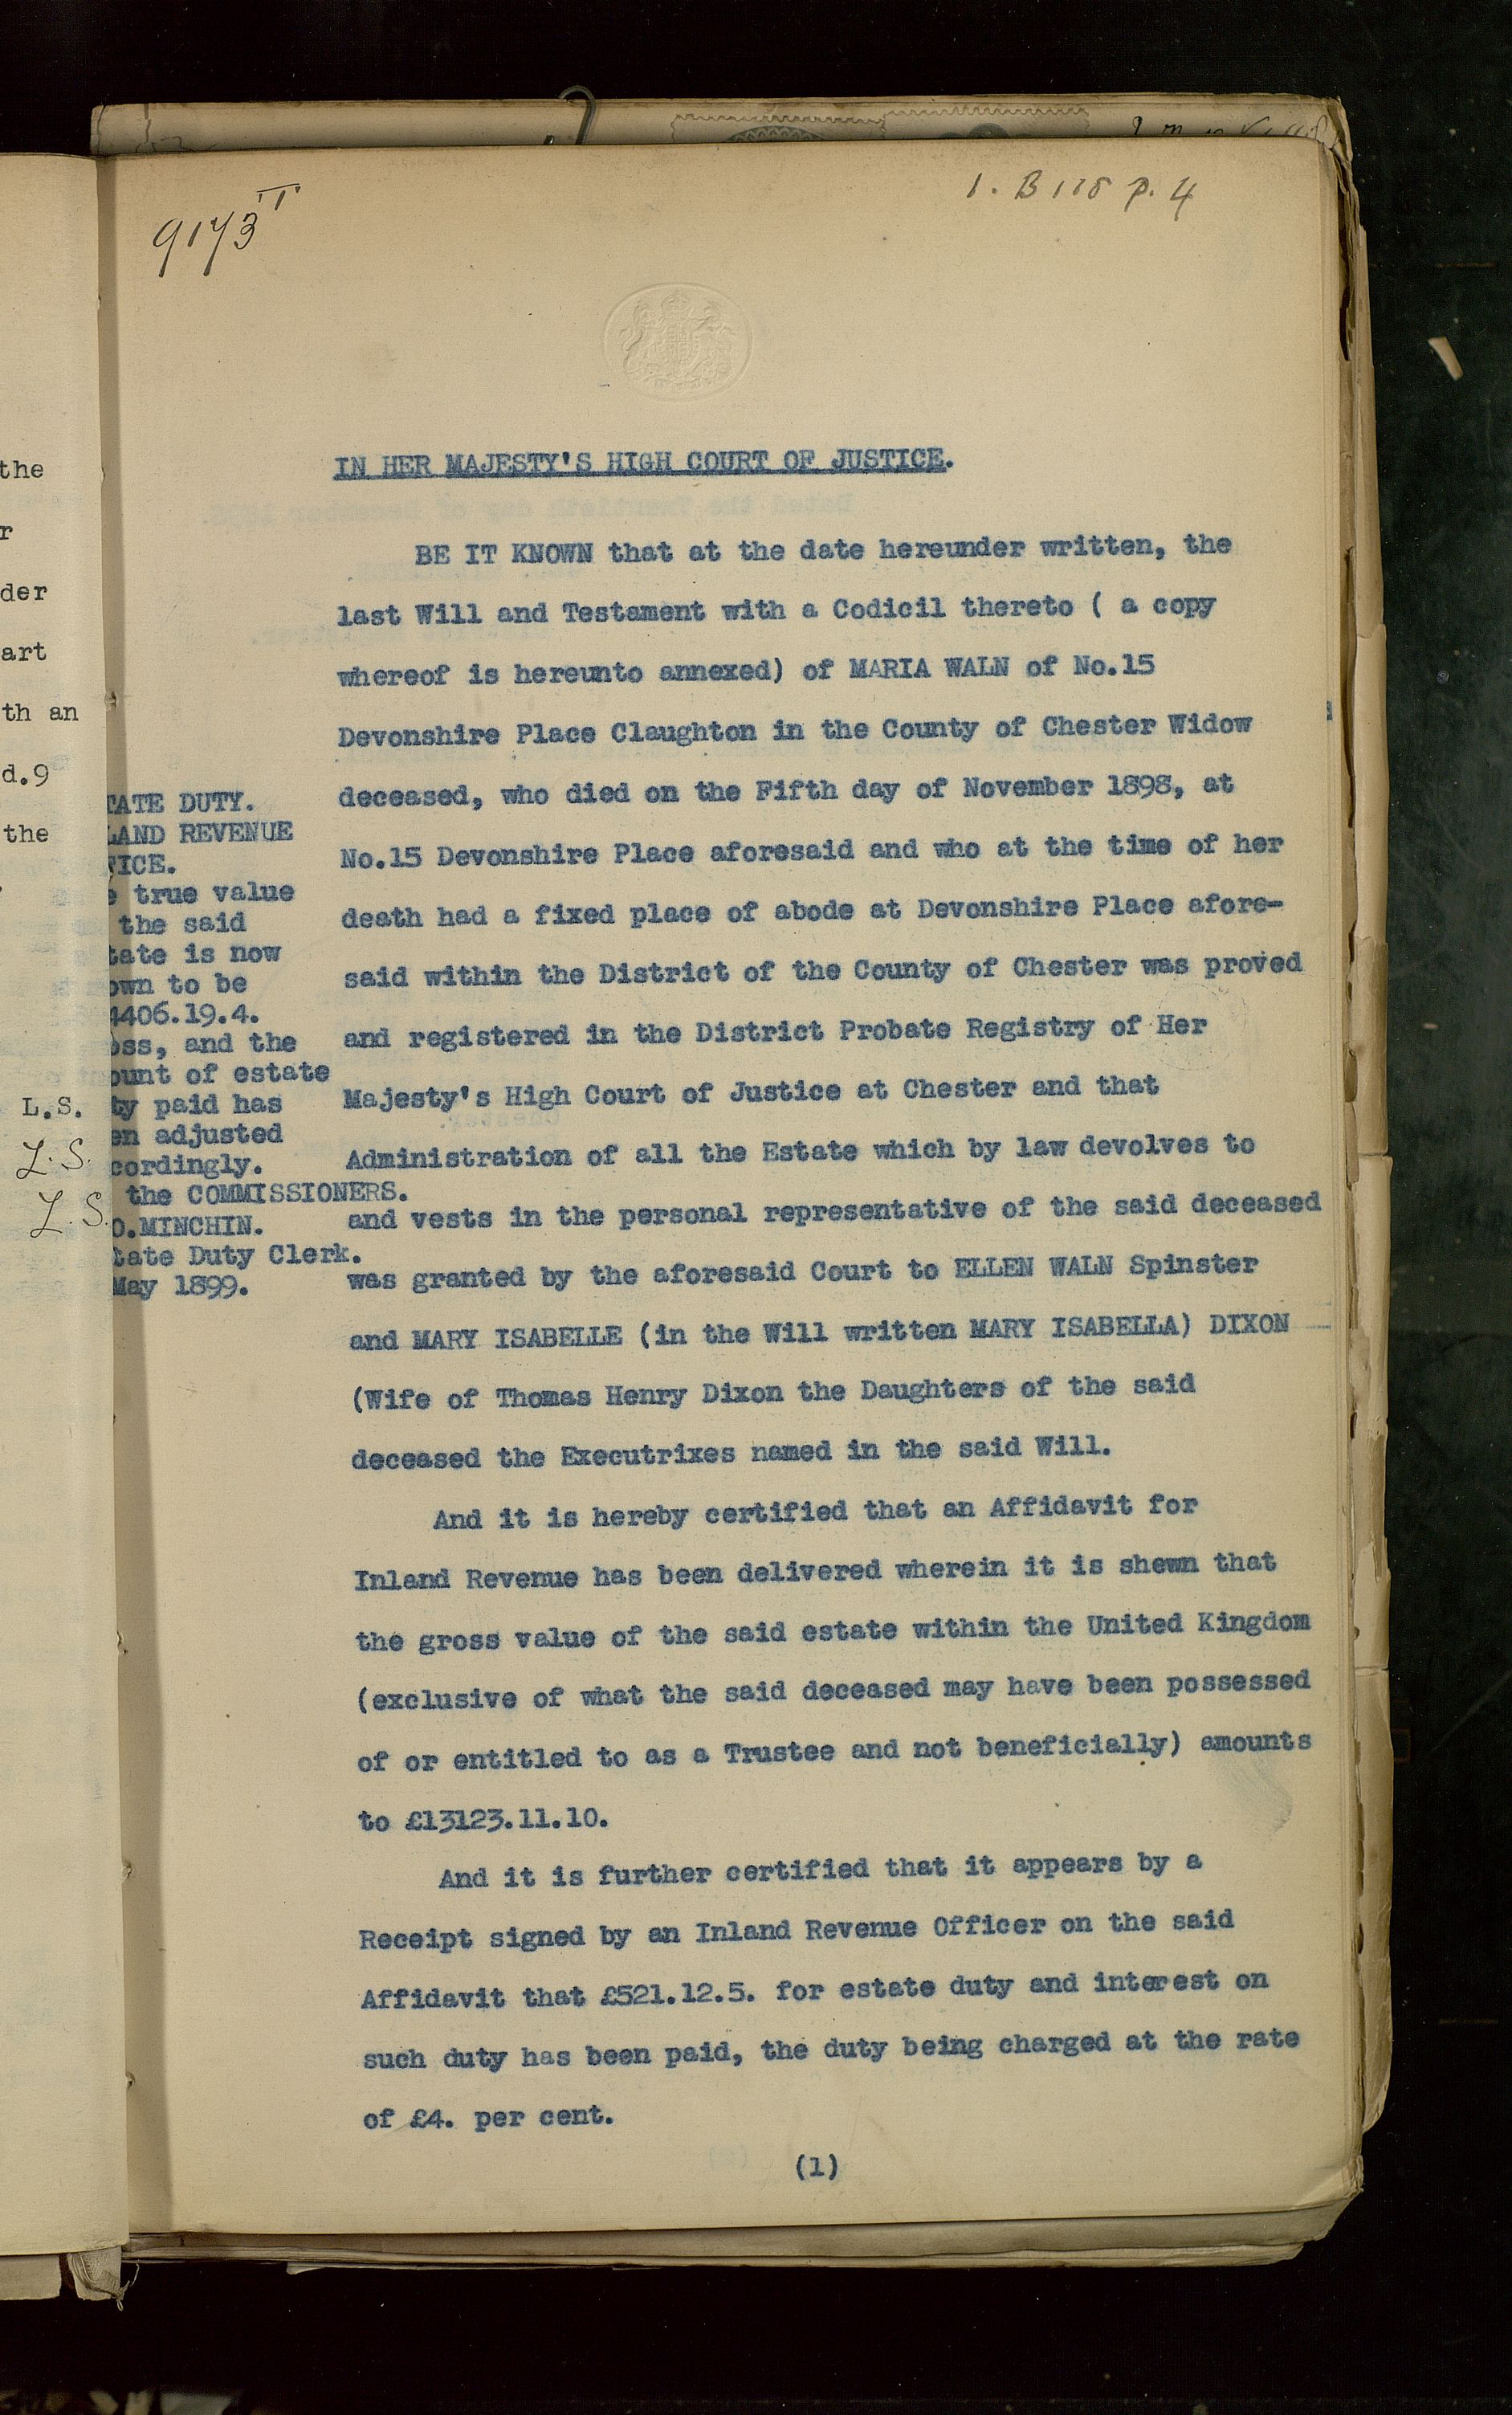 the
r
der
art
th an
d.9
the
L.S.
L.S.
L.S.
9173
1. B 118 p. 4
IN HER MAJESTY'S HIGH COURT OF JUSTICE.
BE IT KNOWN that at the date hereunder written, the
last Will and Testament with a Codicil thereto ( a copy
whereof is hereunto annexed) of MARIA WALN of No.15
Devonshire Place Claughton in the County of Chester Widow
deceased, who died on the Fifth day of November 1898, at
No.15 Devonshire Place aforesaid and who at the time of her
death had a fixed place of abode at Devonshire Place afore-
said within the District of the County of Chester was proved
and registered in the District Probate Registry of Her
Majesty's High Court of Justice at Chester and that
Administration of all the Estate which by law devolves to
and vests in the personal representative of the said deceased
was granted by the aforesaid Court to ELLEN WALN Spinster
and MARY ISABELLE (in the Will written MARY ISABELLA) DIXON
(Wife of Thomas Henry Dixon the Daughters of the said
deceased the Executrixes named in the said Will.
And it is hereby certified that an Affidavit for
Inland Revenue has been delivered wherein it is shewn that
the gross value of the said estate within the United Kingdom
(exclusive of what the said deceased may have been possessed
of or entitled to as a Trustee and not beneficially) amounts
to £13123.11.10.
And it is further certified that it appears by a
Receipt signed by an Inland Revenue Officer on the said
Affidavit that £521.12.5. for estate duty and interest on
such duty has been paid, the duty being charged at the rate
of £4. per cent.
(1)
TATE DUTY.
LAND REVENUE
FICE.
e true value
the said
tate is now
own to be
4406.19.4.
oss, and the
ount of estate
ty paid has
en adjusted
cordingly.
the COMMISSIONERS.
O.MINCHIN.
tate Duty Clerk.
May 1899.